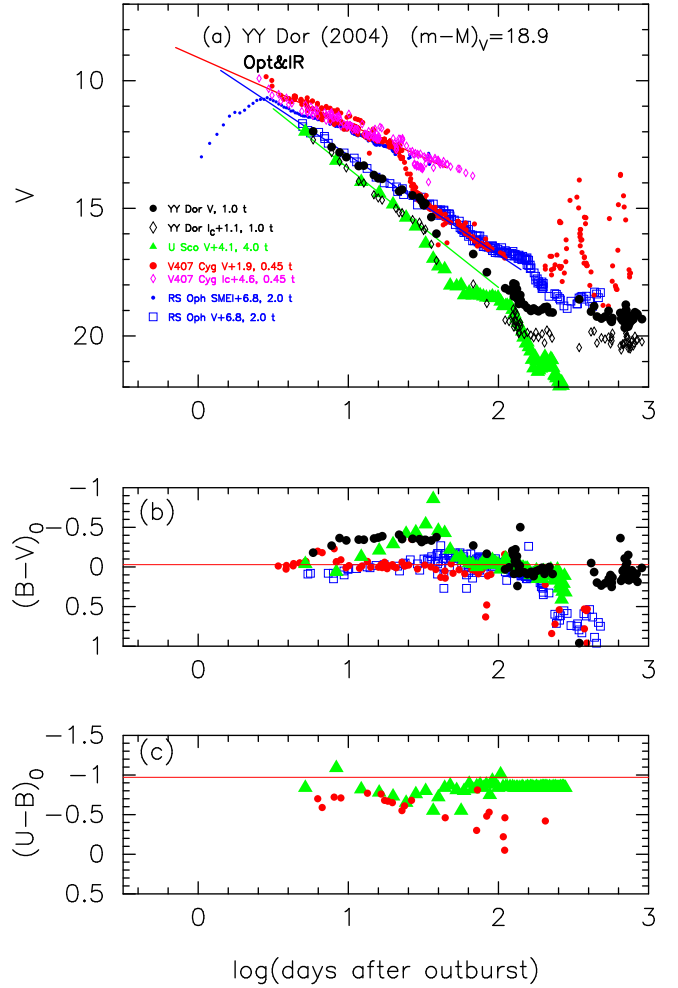 (a) YY Dor (2004) (m−M)V=18.9
Opt&IR
10
15
20
V
YY Dor V, 1.0 t
YY Dor Ic+1.1, 1.0 t
U Sco V+4.1, 4.0 t
V407 Cyg V+1.9, 0.45 t
V407 Cyg Ic+4.6, 0.45 t
RS Oph SMEI+6.8, 2.0 t
RS Oph V+6.8, 2.0 t
0 1 2 3
(b)
−1
−0.5
0
0.5
1
(B−V)0
0 1 2 3
(c)
−1.5
−1
−0.5
0
0.5
(U−B)0
0 1 2 3
log(days after outburst)